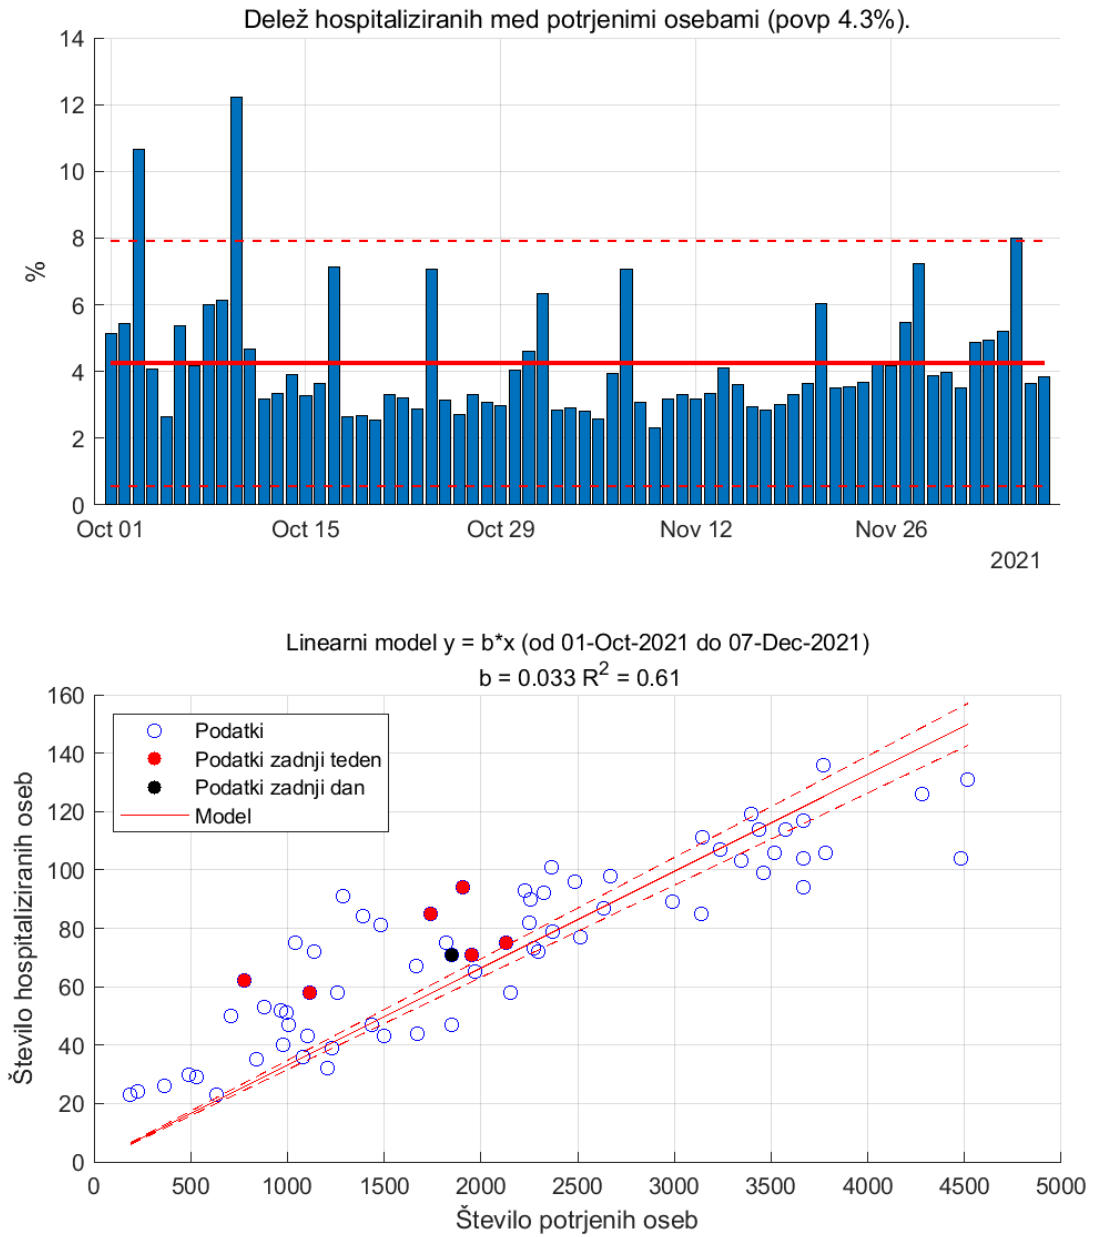 Delež hospitaliziranih med potrjenimi osebami (povp 4.3%).
14
12
10
8
6
4
2
0
%
Oct 01 Oct 15 Oct 29 Nov 12 Nov 26
2021
Linearni model y = b*x (od 01-Oct-2021 do 07-Dec-2021)
b = 0.033 R² = 0.61
160
140
120
100
80
60
40
20
0
Število hospitaliziranih oseb
Podatki
Podatki zadnji teden
Podatki zadnji dan
Model
0 500 1000 1500 2000 2500 3000 3500 4000 4500 5000
Število potrjenih oseb